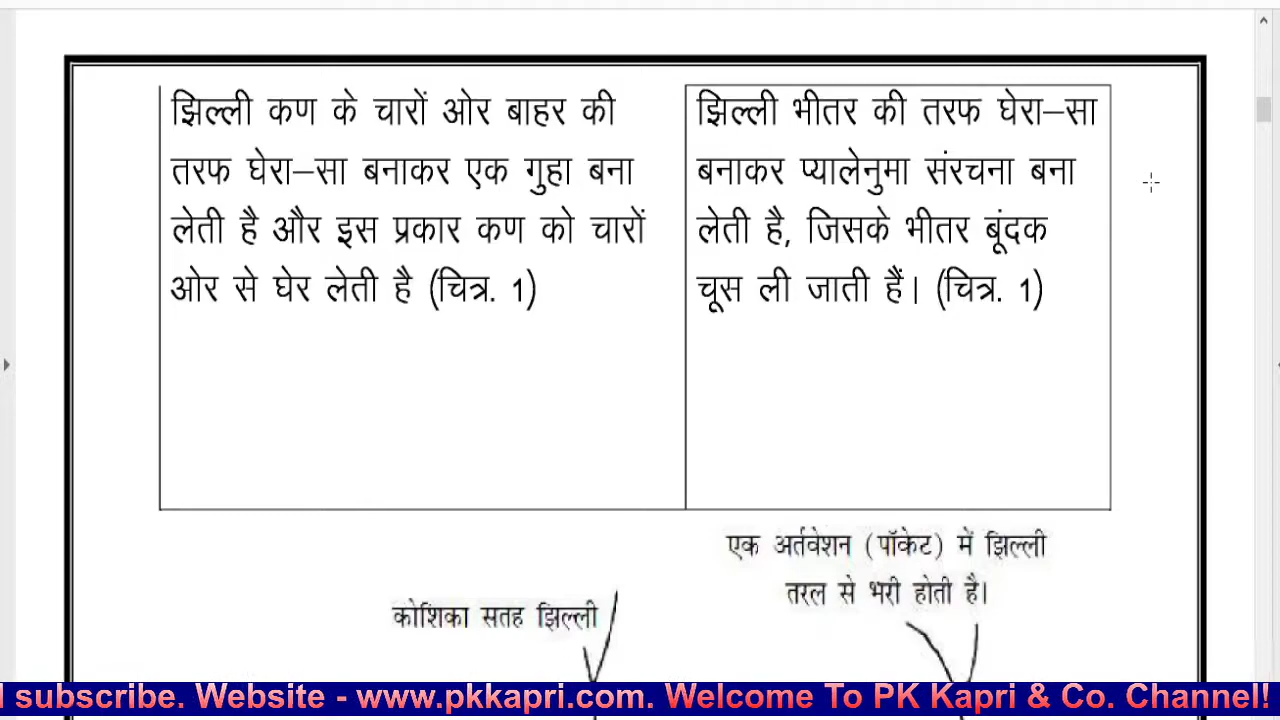 झिल्ली कण के चारों ओर बाहर की
तरफ घेरा–सा बनाकर एक गुहा बना
लेती है और इस प्रकार कण को चारों
ओर से घेर लेती है (चित्र. 1)
झिल्ली भीतर की तरफ घेरा–सा
बनाकर प्यालेनुमा संरचना बना
लेती है, जिसके भीतर बूंदक
चूस ली जाती हैं। (चित्र. 1)
एक अर्तवेशन (पॉकेट) में झिल्ली
तरल से भरी होती है।
कोशिका सतह झिल्ली
subscribe. Website - www.pkkapri.com. Welcome To PK Kapri & Co. Channel!